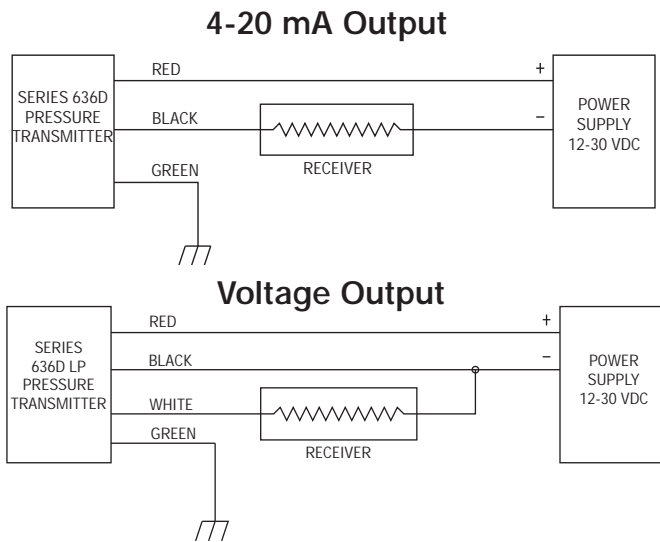 4-20 mA Output
RED
+
SERIES 636D
PRESSURE
TRANSMITTER
BLACK
−
POWER
SUPPLY
12-30 VDC
RECEIVER
GREEN
Voltage Output
RED
+
SERIES
636D LP
PRESSURE
TRANSMITTER
BLACK
−
POWER
SUPPLY
12-30 VDC
WHITE
GREEN
RECEIVER